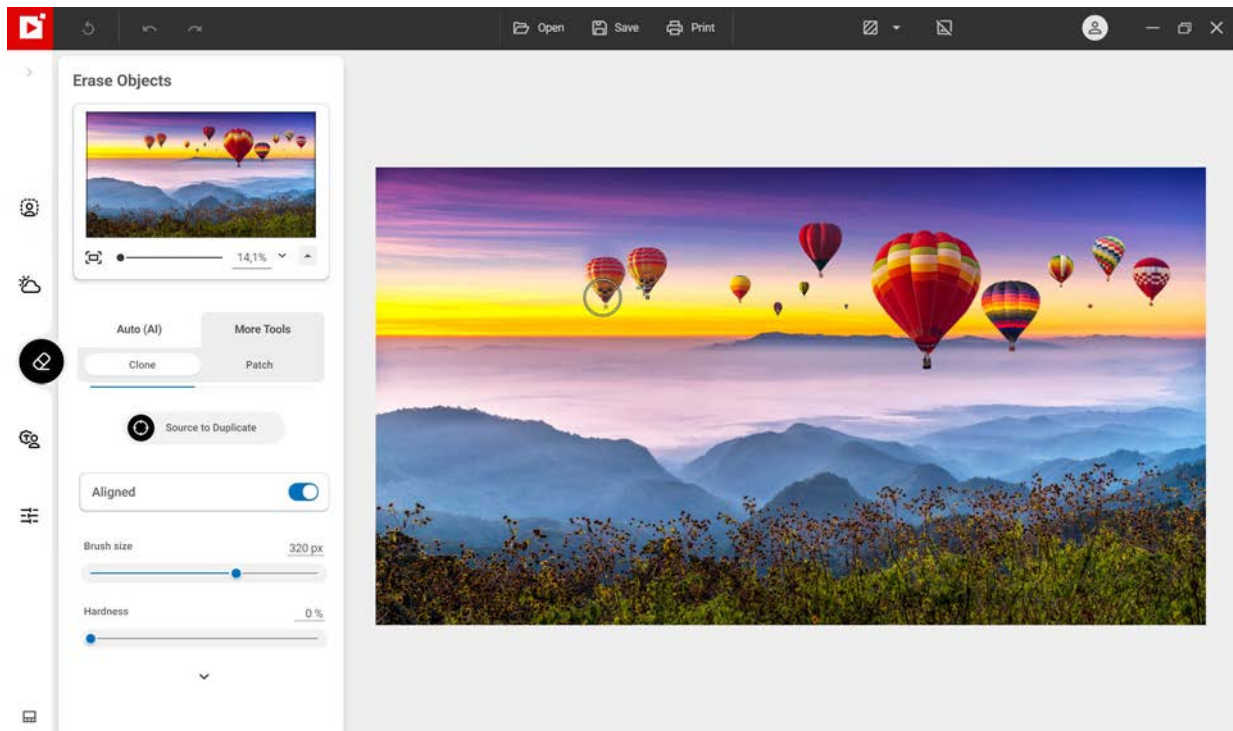 Open Save Print
Erase Objects
14,1%
Auto (AI) More Tools
Clone Patch
Source to Duplicate
Aligned
Brush size 320 px
Hardness 0 %